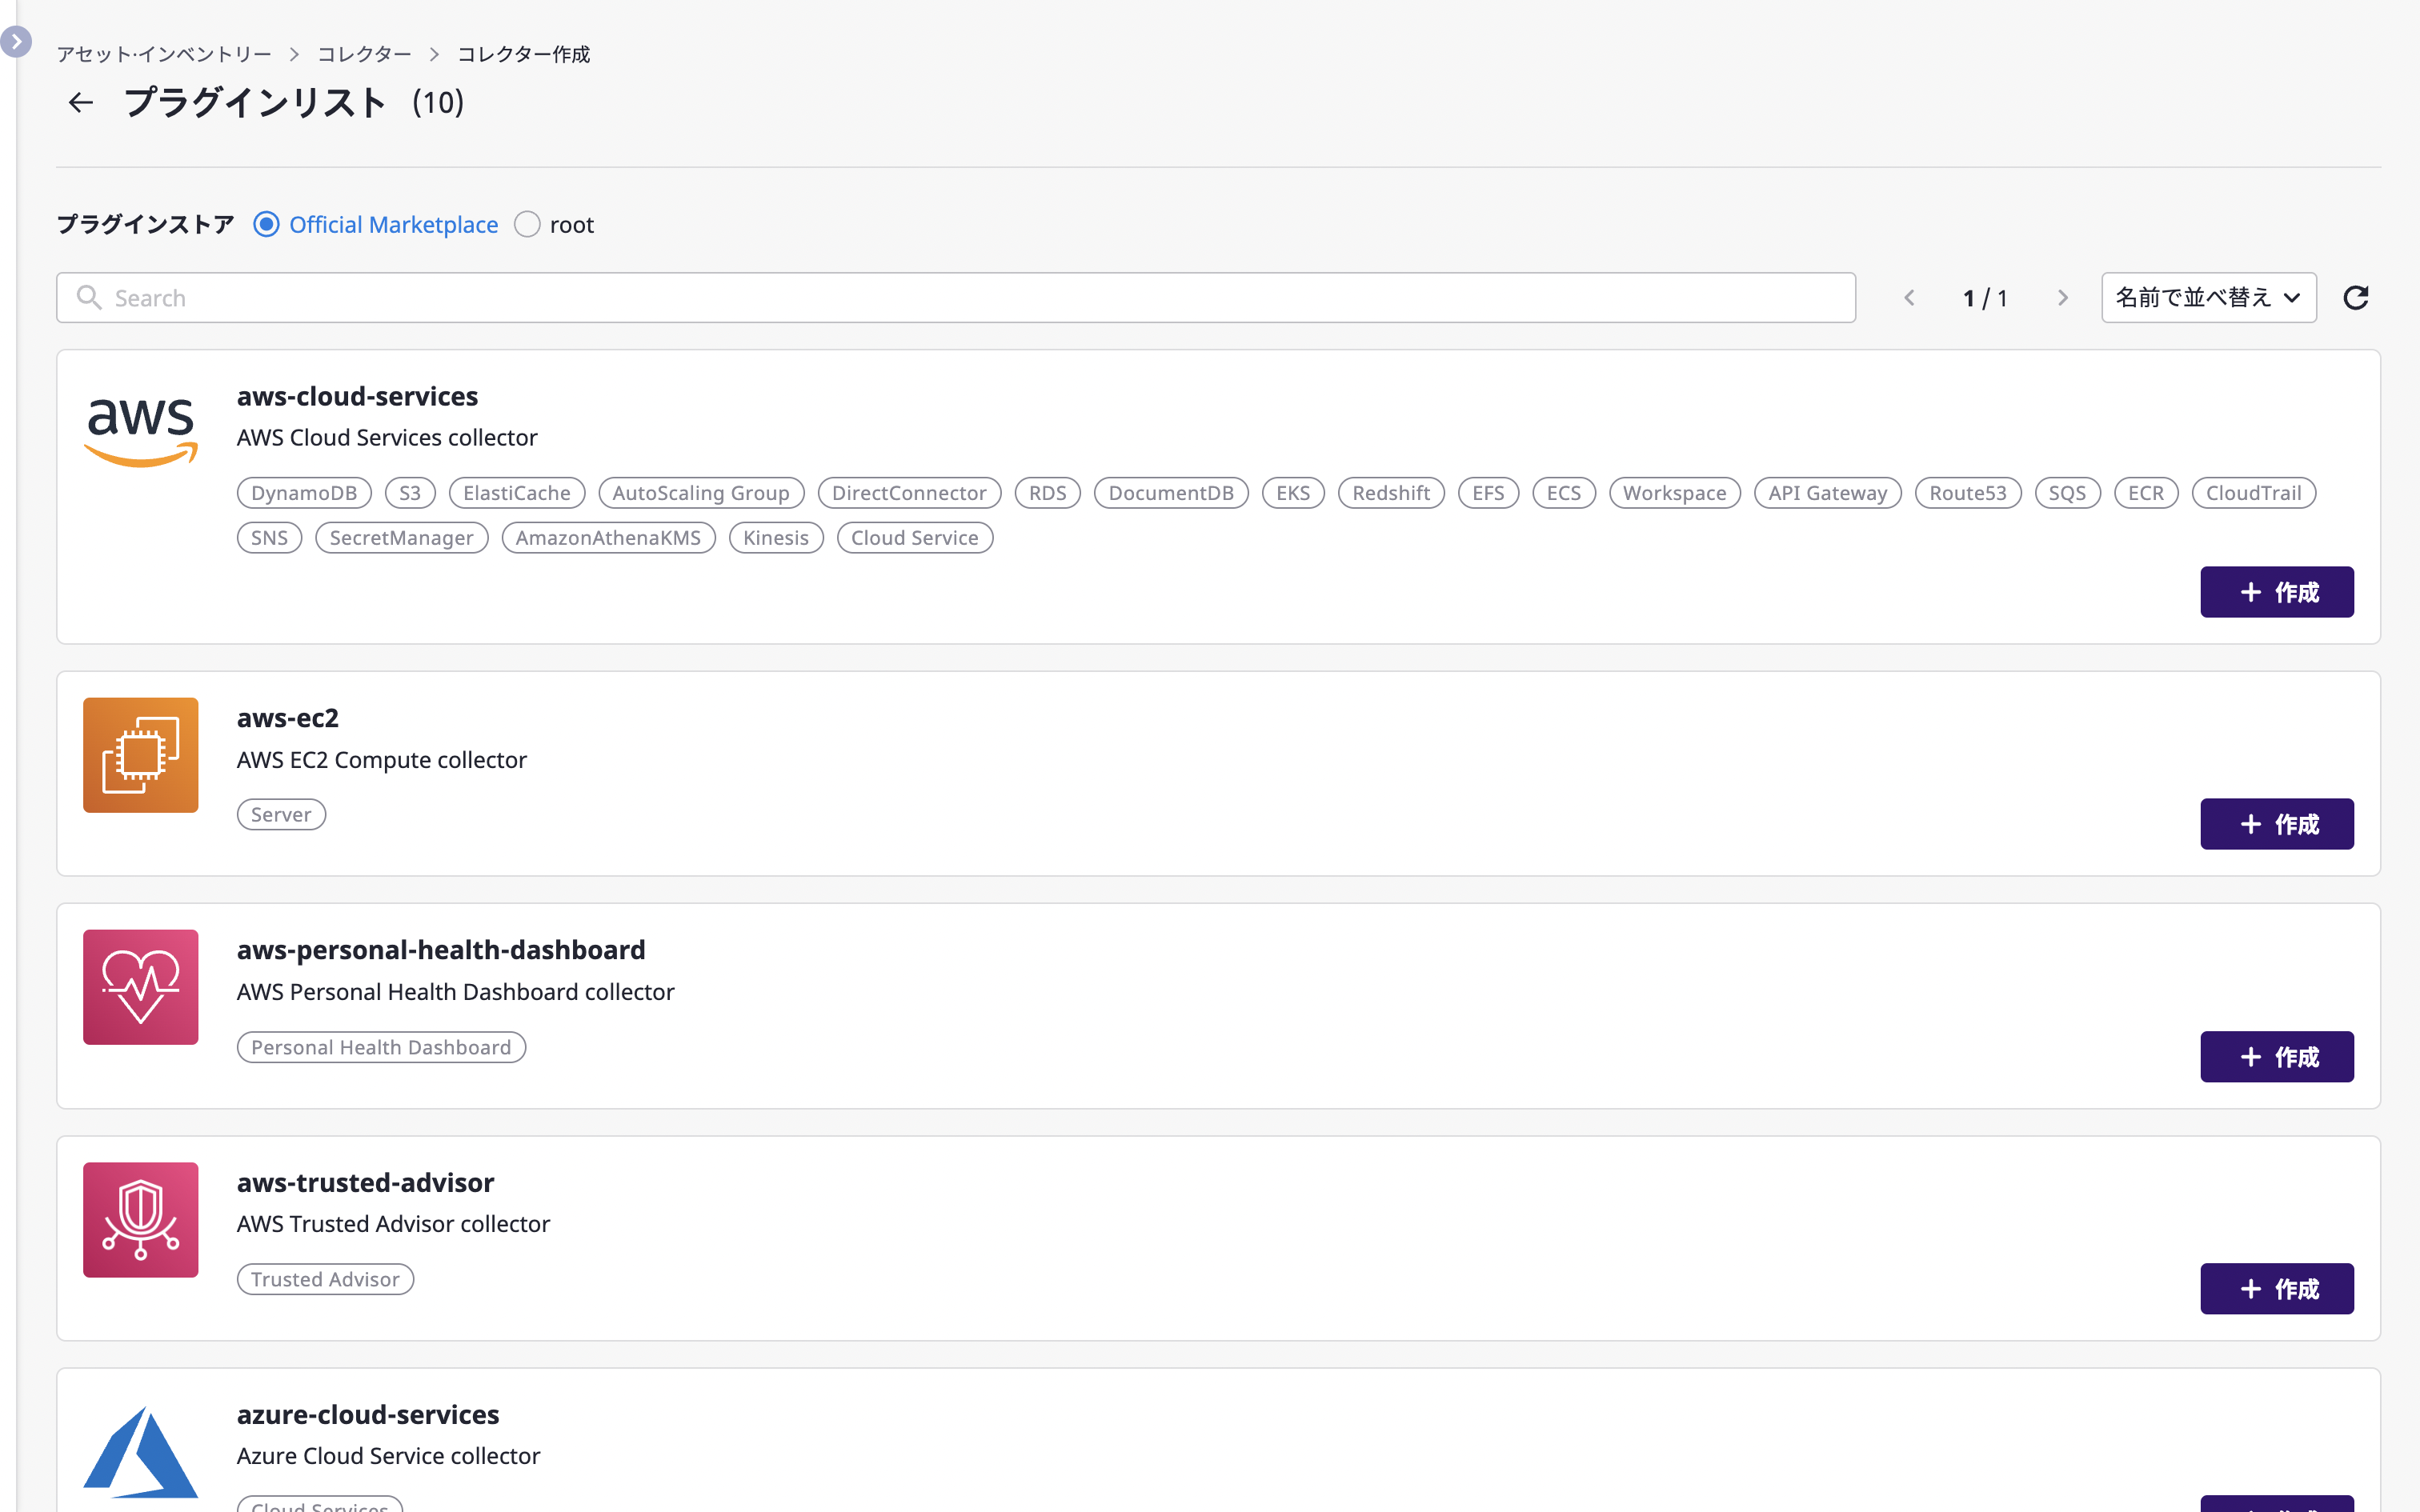 アセット·インベントリー > コレクター > コレクター作成
← プラグインリスト (10)
プラグインストア Official Marketplace root
Search 1 / 1 名前で並べ替え
aws
aws-cloud-services
AWS Cloud Services collector
DynamoDB S3 ElastiCache AutoScaling Group DirectConnector RDS DocumentDB EKS Redshift EFS ECS Workspace API Gateway Route53 SQS ECR CloudTrail
SNS SecretManager AmazonAthenaKMS Kinesis Cloud Service
+ 作成
aws-ec2
AWS EC2 Compute collector
Server
+ 作成
aws-personal-health-dashboard
AWS Personal Health Dashboard collector
Personal Health Dashboard
+ 作成
aws-trusted-advisor
AWS Trusted Advisor collector
Trusted Advisor
+ 作成
azure-cloud-services
Azure Cloud Service collector
Cloud Services